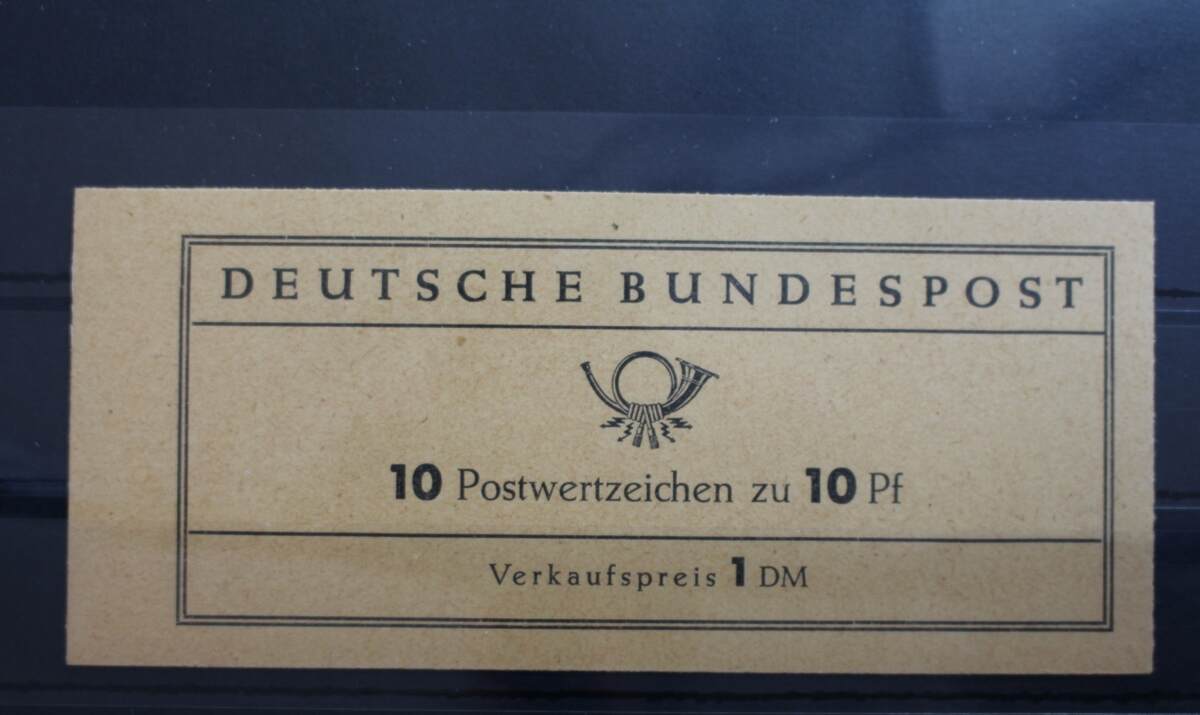 DEUTSCHE BUNDESPOST
10 Postwertzeichen zu 10 Pf
Verkaufspreis 1 DM